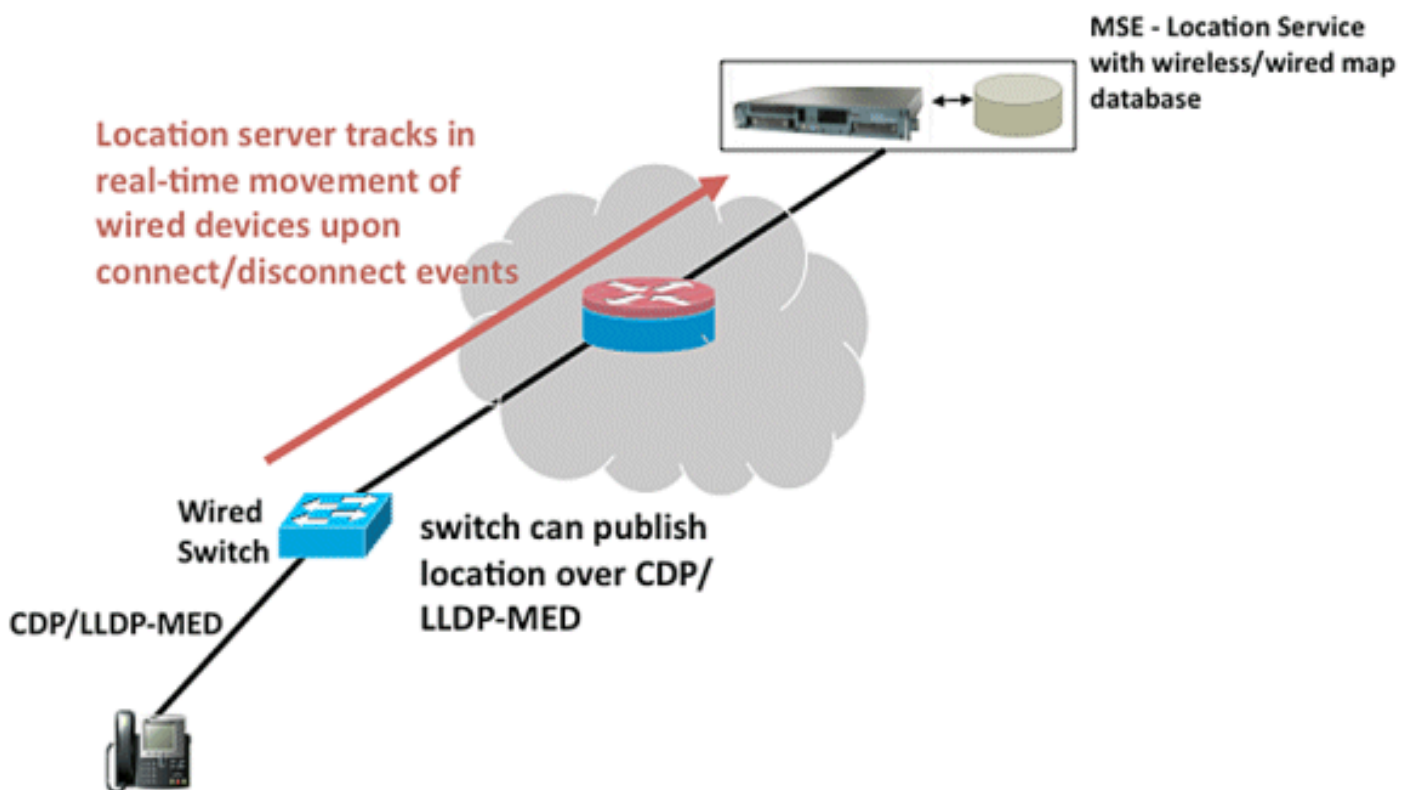 MSE - Location Service
with wireless/wired map
database
Location server tracks in
real-time movement of
wired devices upon
connect/disconnect events
Wired
Switch
switch can publish
location over CDP/
LLDP-MED
CDP/LLDP-MED